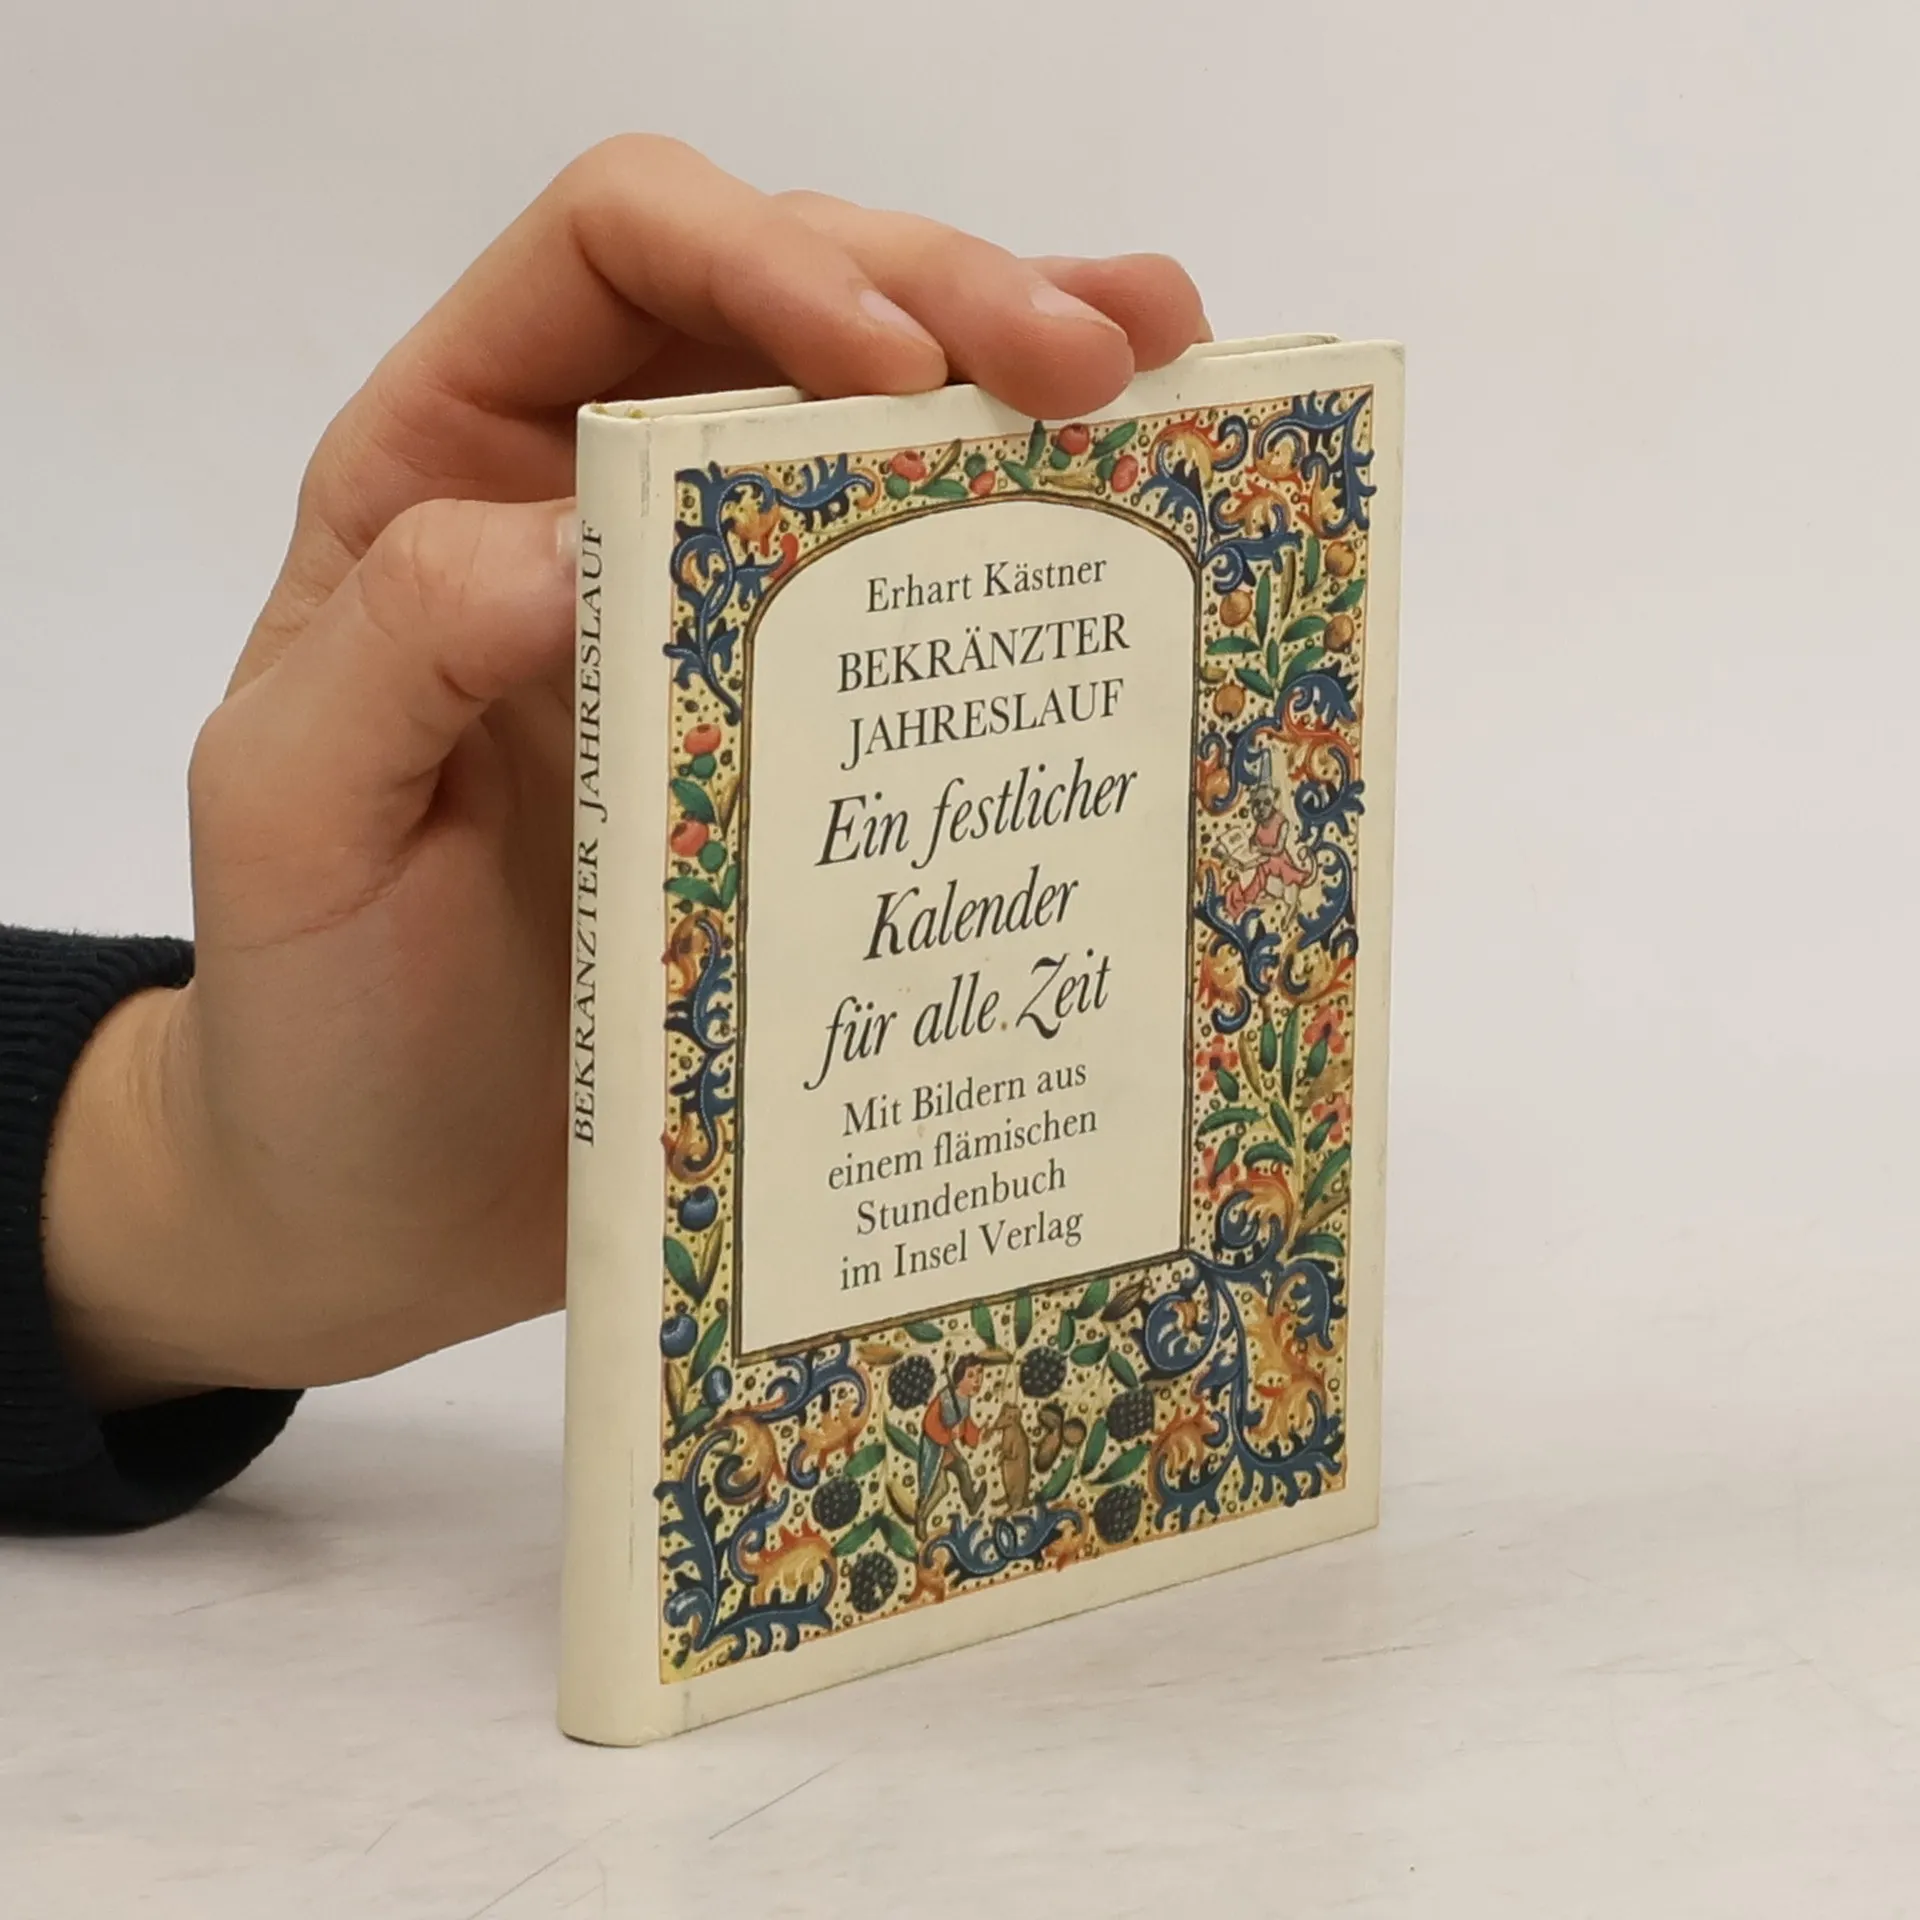 BEKRÄNZTER JAHRESLAUF
Erhart Kästner
BEKRÄNZTER
JAHRESLAUF
Ein festlicher
Kalender
für alle Zeit
Mit Bildern aus
einem flämischen
Stundenbuch
im Insel Verlag